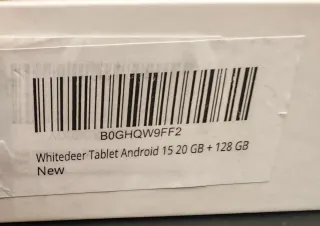 B0GHQW9FF2
Whitedeer Tablet Android 15 20 GB + 128 GB
New